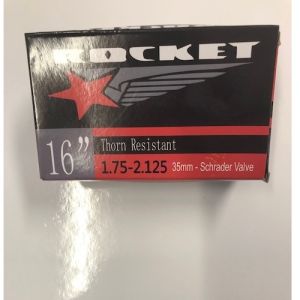 ROCKET
16”
Thorn Resistant
1.75-2.125
35mm - Schrader Valve